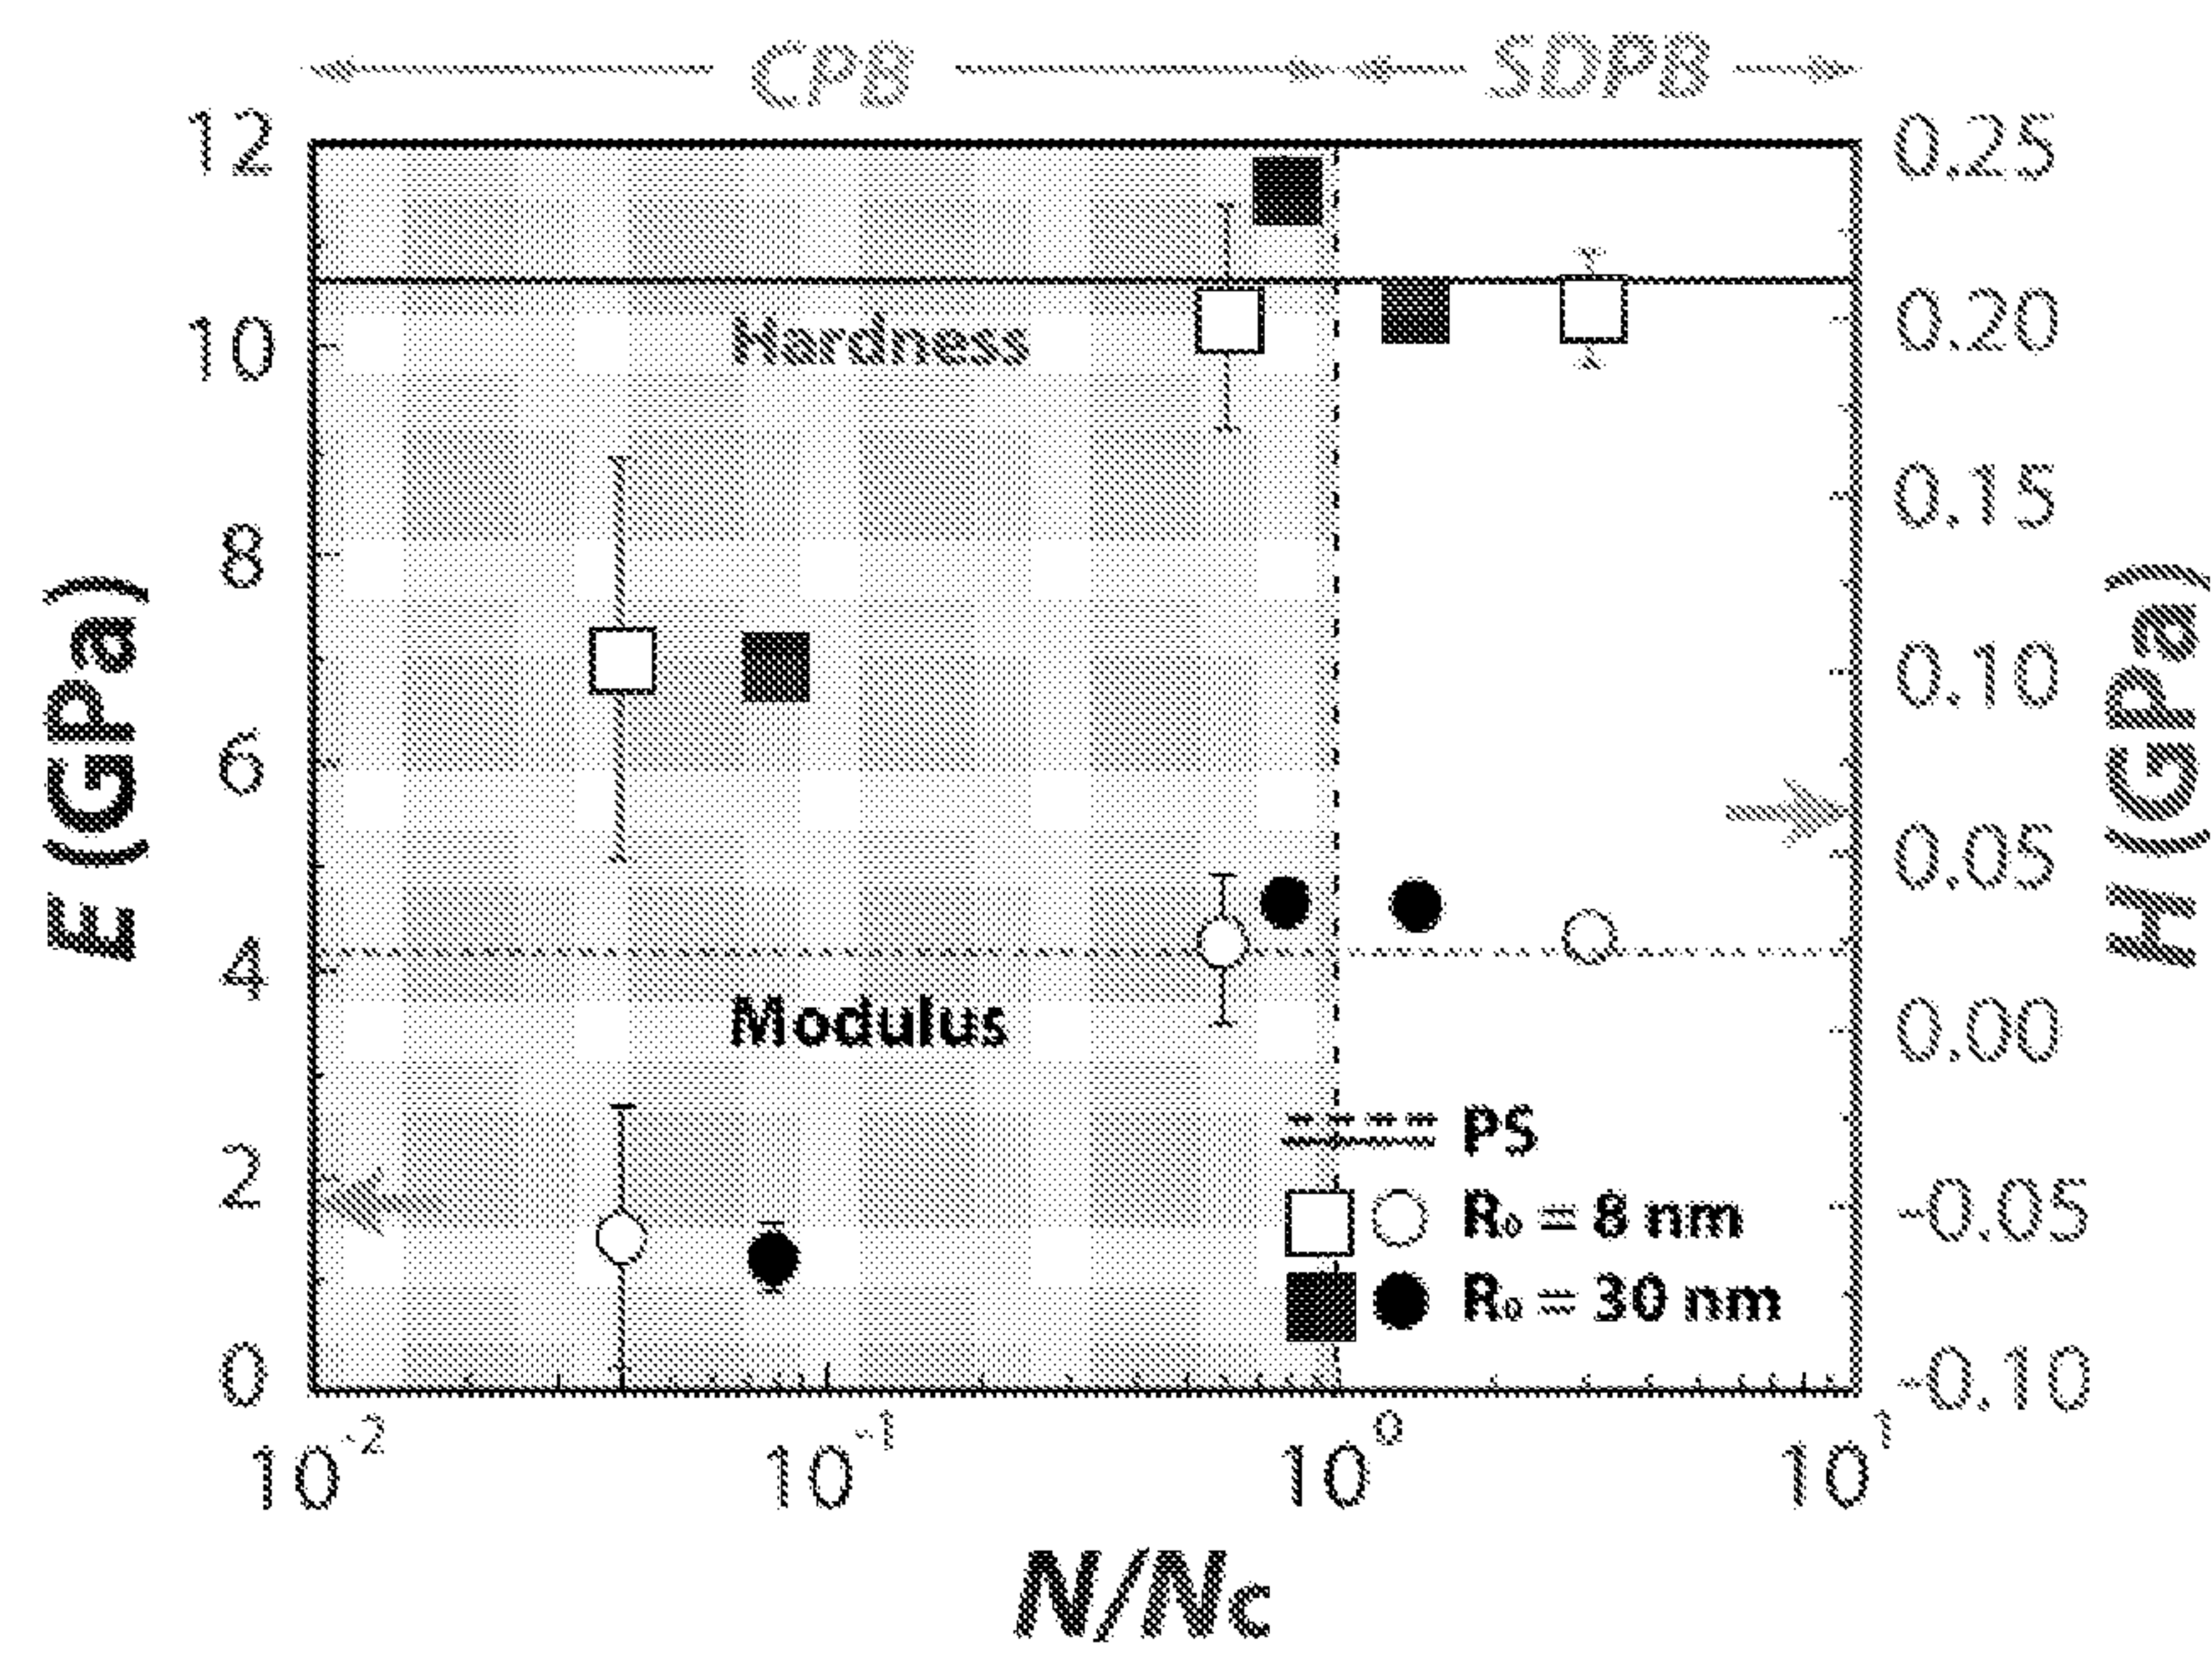 CPB SDPB
12 0.25
10 0.20
Hardness
0.15
8
0.10
6
0.05
4
0.00
Modulus
PS
2 -0.05
R₀ = 8 nm
R₀ = 30 nm
0 -0.10
10⁻² 10⁻¹ 10⁰ 10¹
N/Nc
E (GPa)
H (GPa)